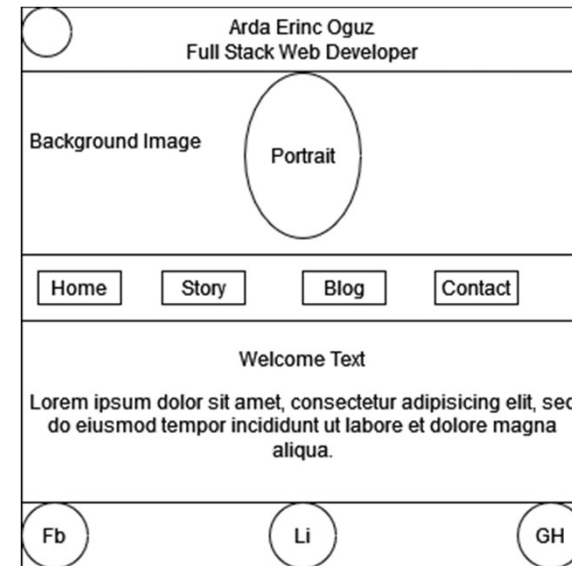 Arda Erinc Oguz
Full Stack Web Developer
Background Image
Portrait
Home
Story
Blog
Contact
Welcome Text
Lorem ipsum dolor sit amet, consectetur adipisicing elit, sed
do eiusmod tempor incididunt ut labore et dolore magna
aliqua.
Fb
Li
GH